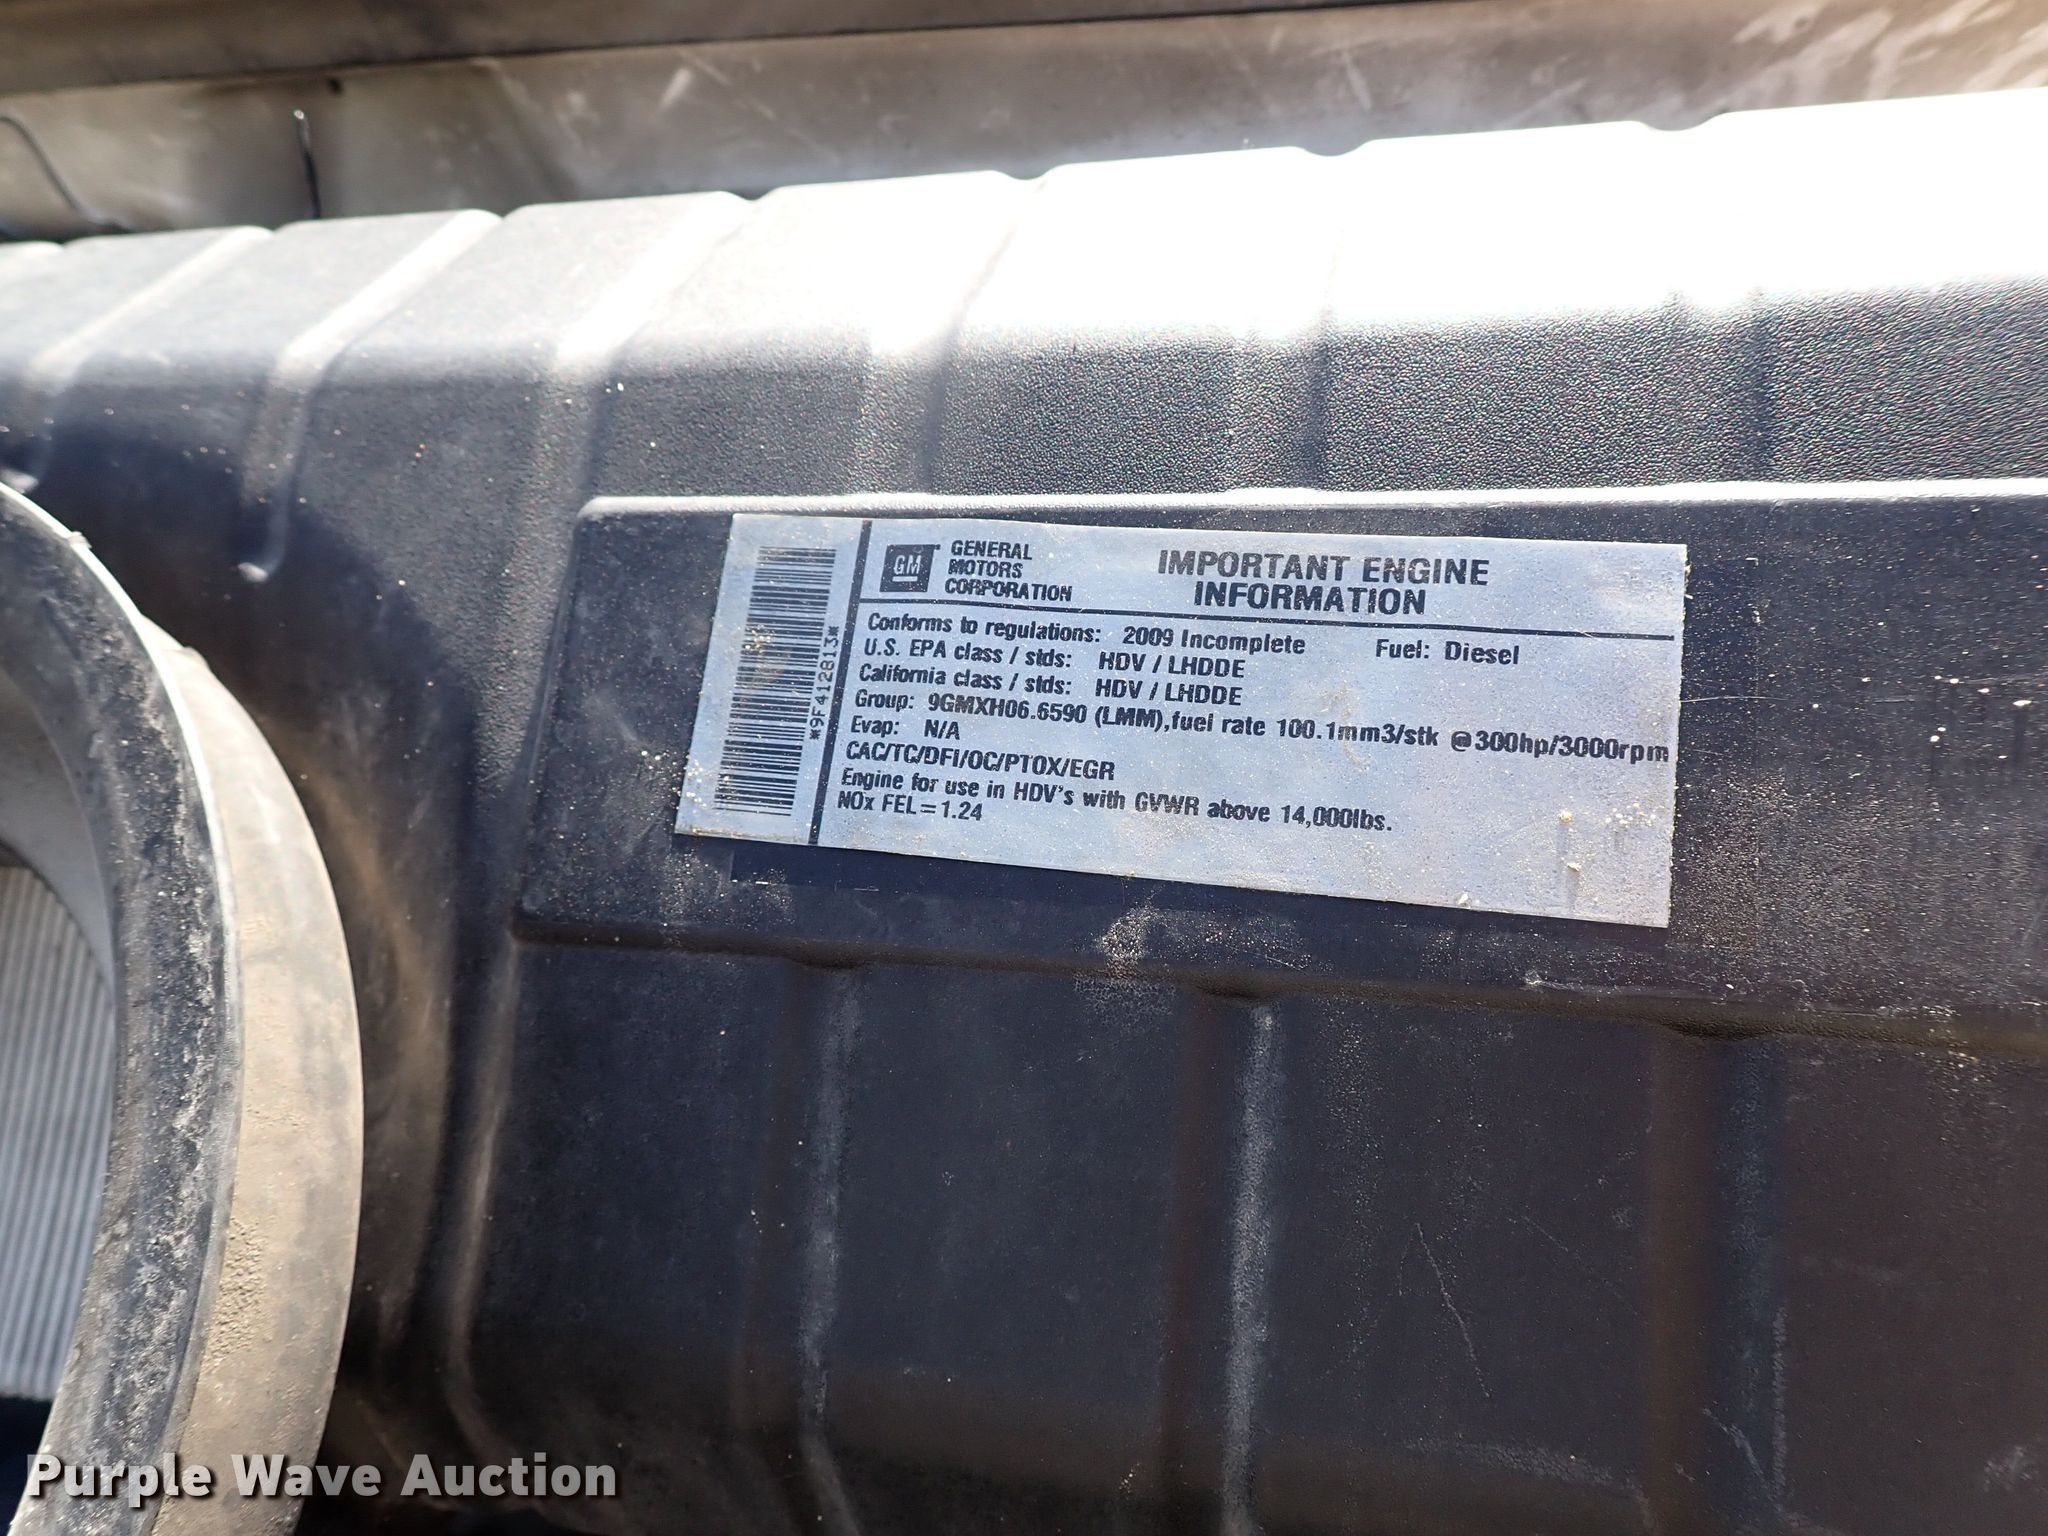 *9F412813*
GM
GENERAL
MOTORS
CORPORATION
IMPORTANT ENGINE
INFORMATION
Conforms to regulations: 2009 Incomplete Fuel: Diesel
U.S. EPA class / stds: HDV / LHDDE
California class / stds: HDV / LHDDE
Group: 9GMXH06.6590 (LMM),fuel rate 100.1mm3/stk @300hp/3000rpm
Evap: N/A
CAC/TC/DFI/OC/PTOX/EGR
Engine for use in HDV's with GVWR above 14,000lbs.
NOx FEL=1.24
Purple Wave Auction